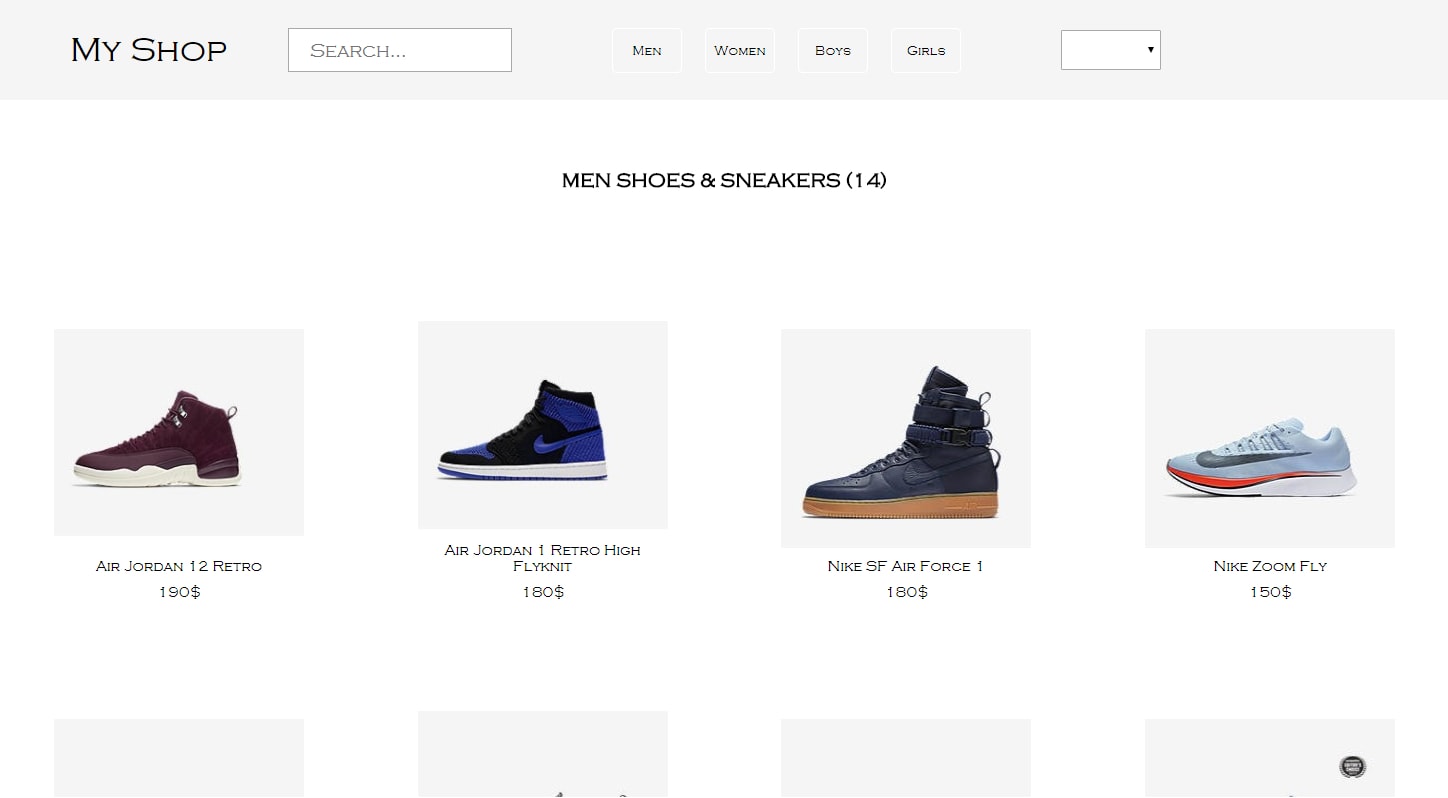 My Shop
Search...
Men
Women
Boys
Girls
MEN SHOES & SNEAKERS (14)
Air Jordan 12 Retro
190$
Air Jordan 1 Retro High
Flyknit
180$
Nike SF Air Force 1
180$
Nike Zoom Fly
150$